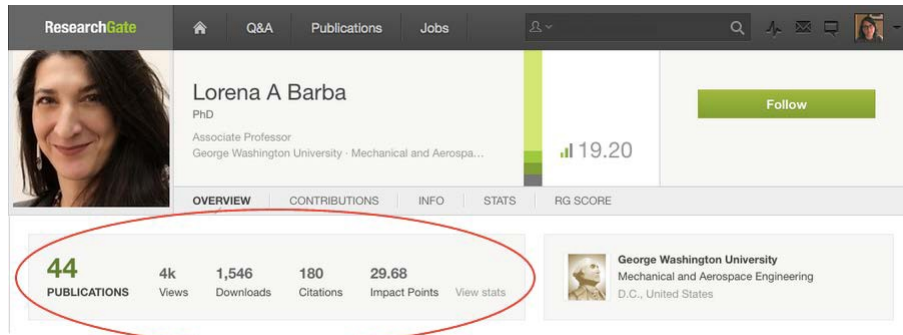 ResearchGate Q&A Publications Jobs
Lorena A Barba
PhD
Associate Professor
George Washington University · Mechanical and Aerospa...
19.20
Follow
OVERVIEW CONTRIBUTIONS INFO STATS RG SCORE
44 4k 1,546 180 29.68
PUBLICATIONS Views Downloads Citations Impact Points View stats
George Washington University
Mechanical and Aerospace Engineering
D.C., United States